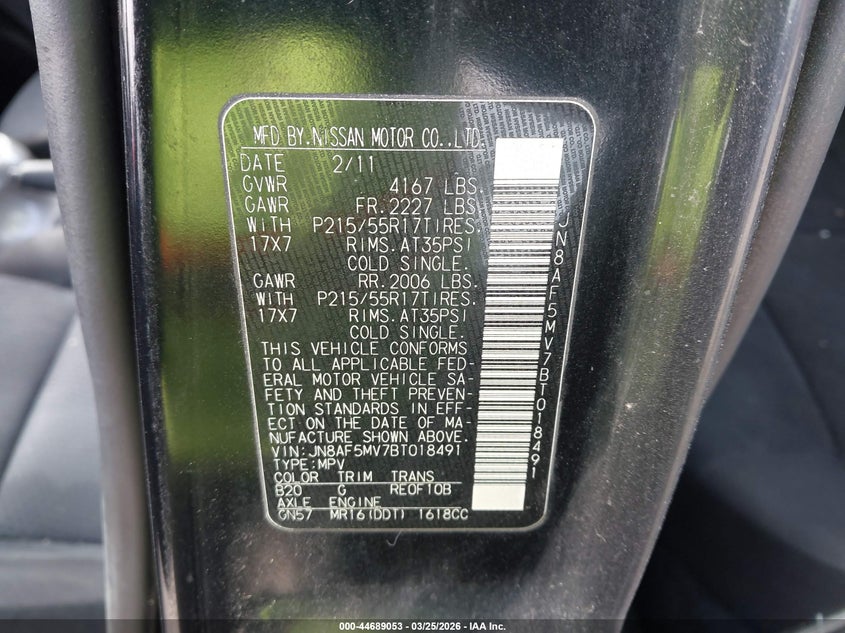 MFD BY.NISSAN MOTOR CO.,LTD.
DATE 2/11
GVWR 4167 LBS.
GAWR FR.2227 LBS.
WITH P215/55R17TIRES.
17X7 RIMS.AT35PSI
COLD SINGLE.
GAWR RR.2006 LBS.
WITH P215/55R17TIRES.
17X7 RIMS.AT35PSI
COLD SINGLE.
THIS VEHICLE CONFORMS
TO ALL APPLICABLE FED-
ERAL MOTOR VEHICLE SA-
FETY AND THEFT PREVEN-
TION STANDARDS IN EFF-
ECT ON THE DATE OF MA-
NUFACTURE SHOWN ABOVE.
VIN:JN8AF5MV7BT018491
TYPE:MPV
COLOR TRIM TRANS
B20 G RE0F10B
AXLE ENGINE
GN57 MR16(DDT) 1618CC
JN8AF5MV7BT018491
000-44689053 - 03/25/2026 - IAA Inc.